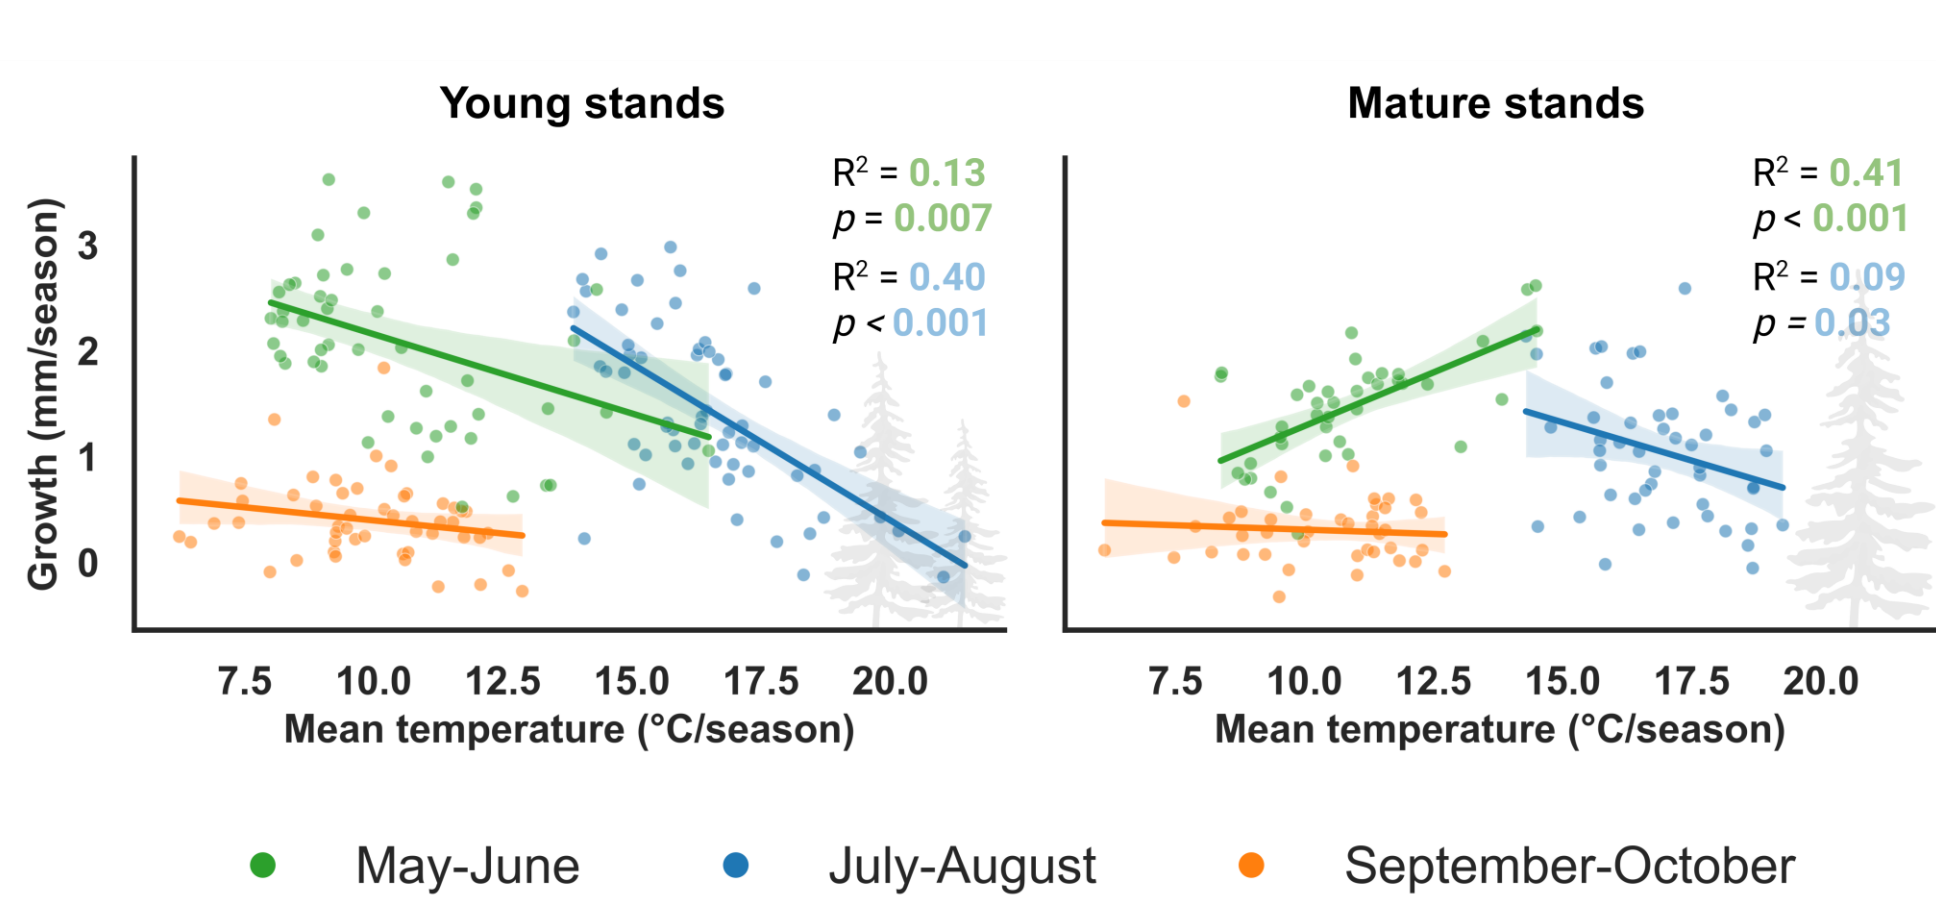 Young stands
Mature stands
R² = 0.13
p = 0.007
R² = 0.40
p < 0.001
R² = 0.41
p < 0.001
R² = 0.09
p = 0.03
Growth (mm/season)
3
2
1
0
7.5 10.0 12.5 15.0 17.5 20.0
Mean temperature (°C/season)
7.5 10.0 12.5 15.0 17.5 20.0
Mean temperature (°C/season)
May-June
July-August
September-October